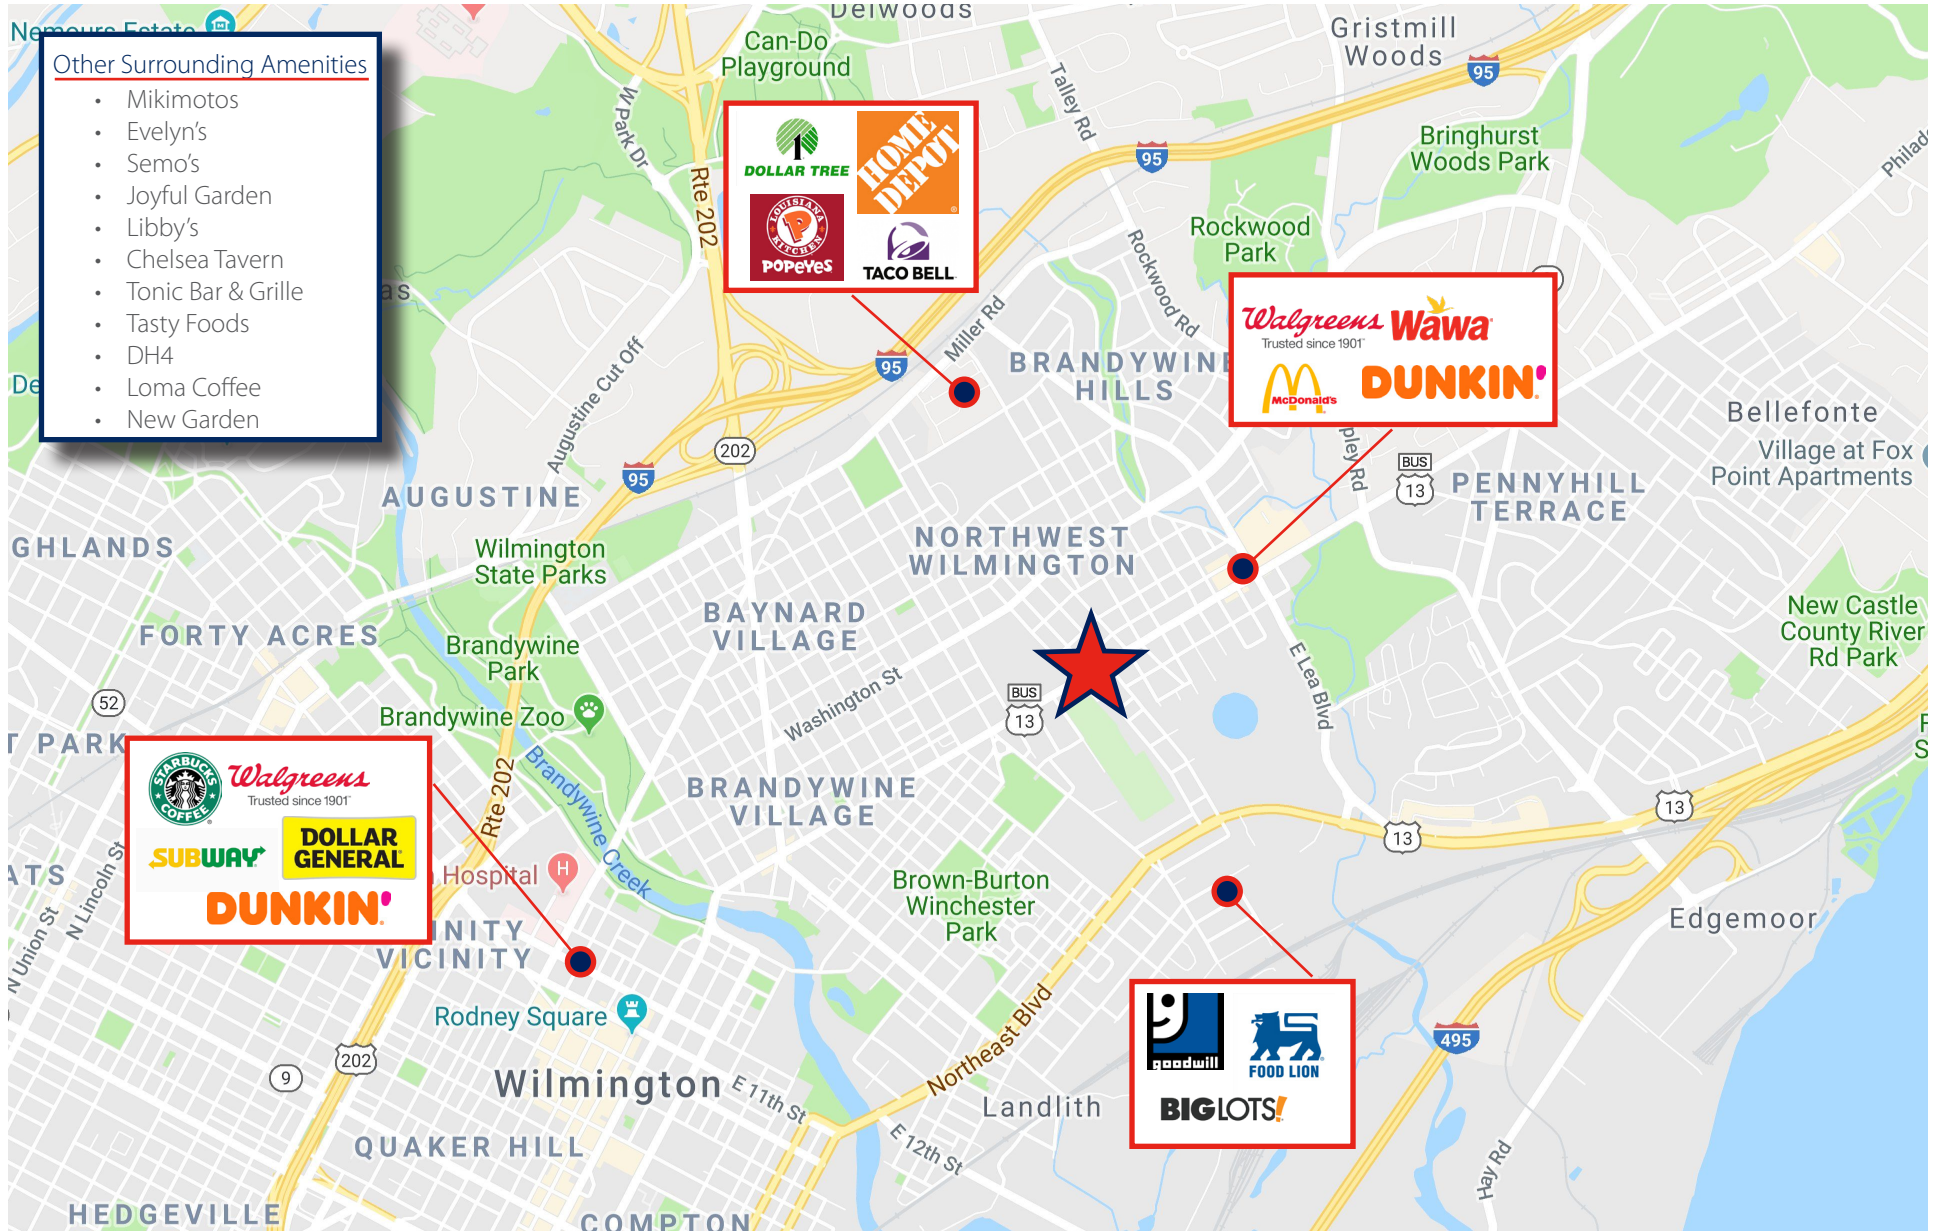 Nemours Estate
Other Surrounding Amenities
• Mikimotos
• Evelyn's
• Semo's
• Joyful Garden
• Libby's
• Chelsea Tavern
• Tonic Bar & Grille
• Tasty Foods
• DH4
• Loma Coffee
• New Garden
Delwoods
Can-Do
Playground
Gristmill
Woods
95
Talley Rd
W Park Dr
Rte 202
DOLLAR TREE
1
HOME
DEPOT
LOUISIANA
KITCHEN
POPEYES
TACO BELL
95
Bringhurst
Woods Park
Rockwood
Park
Rockwood Rd
Miller Rd
95
BRANDYWINE
HILLS
Walgreens
Trusted since 1901
Wawa
McDonald's
DUNKIN'
Bellefonte
Village at Fox
Point Apartments
Augustine Cut Off
202
95
AUGUSTINE
BUS
13
PENNYHILL
TERRACE
NORTHWEST
WILMINGTON
GHLANDS
Wilmington
State Parks
FORTY ACRES
BAYNARD
VILLAGE
Brandywine
Park
New Castle
County River
Rd Park
E Lea Blvd
Washington St
BUS
13
52
Brandywine Zoo
T PARK
STARBUCKS
COFFEE
Walgreens
Trusted since 1901
SUBWAY
DOLLAR
GENERAL
DUNKIN'
Rte 202
Brandywine Creek
BRANDYWINE
VILLAGE
13
13
Hospital
H
ATS
N Lincoln St
N Union St
Brown-Burton
Winchester
Park
Edgemoor
INITY
VICINITY
Rodney Square
Northeast Blvd
goodwill
FOOD LION
BIG LOTS!
495
202
9
Wilmington
E 11th St
Landlith
E 12th St
QUAKER HILL
Hay Rd
HEDGEVILLE
COMPTON